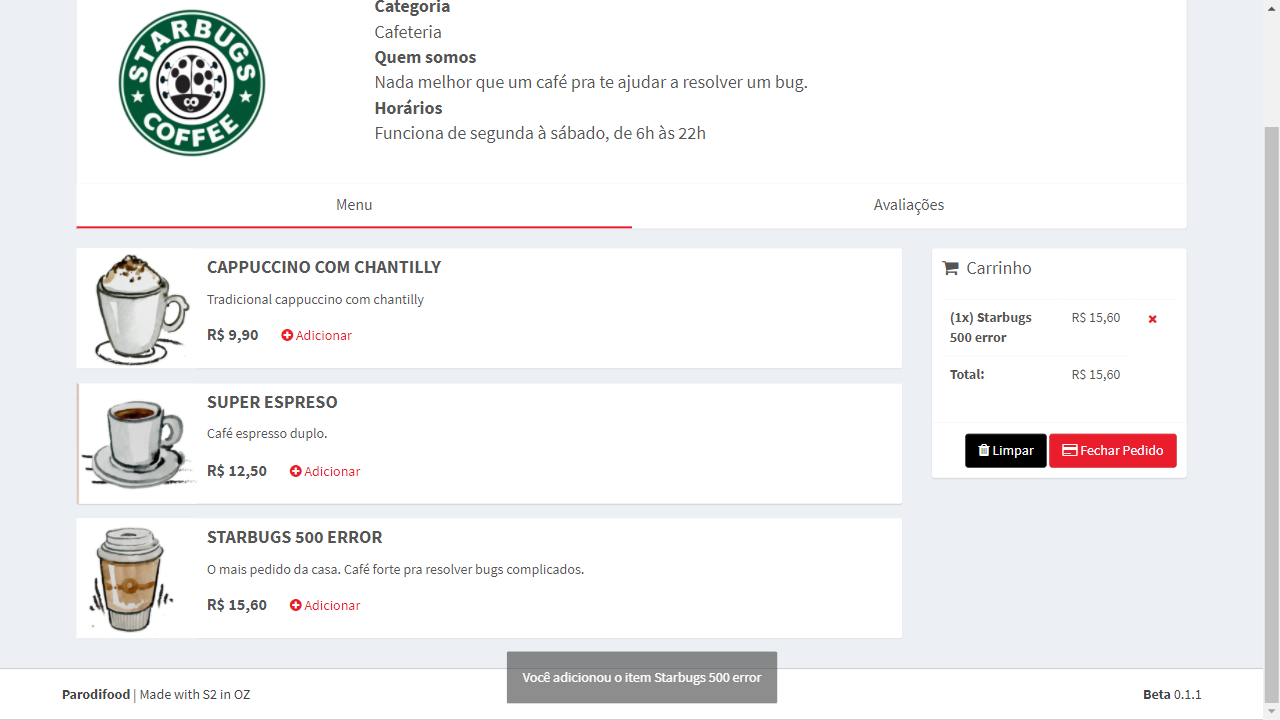 STARBUGS
COFFEE
Categoria
Cafeteria
Quem somos
Nada melhor que um café pra te ajudar a resolver um bug.
Horários
Funciona de segunda à sábado, de 6h às 22h
Menu
Avaliações
CAPPUCCINO COM CHANTILLY
Tradicional cappuccino com chantilly
R$ 9,90 Adicionar
SUPER ESPRESO
Café espresso duplo.
R$ 12,50 Adicionar
STARBUGS 500 ERROR
O mais pedido da casa. Café forte pra resolver bugs complicados.
R$ 15,60 Adicionar
Carrinho
(1x) Starbugs R$ 15,60
500 error
Total: R$ 15,60
Limpar Fechar Pedido
Você adicionou o item Starbugs 500 error
Parodifood | Made with S2 in OZ
Beta 0.1.1